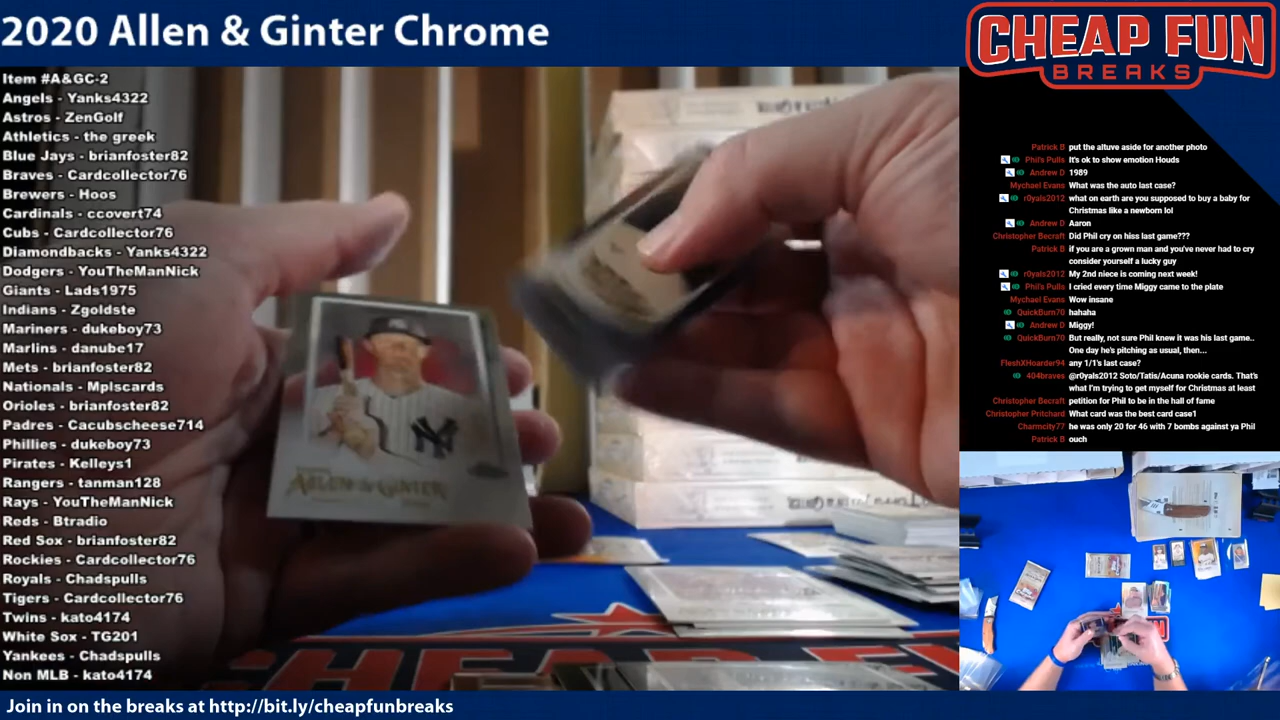 2020 Allen & Ginter Chrome
CHEAP FUN
BREAKS
Item #A&GC-2
Angels - Yanks4322
Astros - ZenGolf
Athletics - the greek
Blue Jays - brianfoster82
Braves - Cardcollector76
Brewers - Hoos
Cardinals - ccovert74
Cubs - Cardcollector76
Diamondbacks - Yanks4322
Dodgers - YouTheManNick
Giants - Lads1975
Indians - Zgoldste
Mariners - dukeboy73
Marlins - danube17
Mets - brianfoster82
Nationals - Mplscards
Orioles - brianfoster82
Padres - Cacubscheese714
Phillies - dukeboy73
Pirates - Kelleys1
Rangers - tanman128
Rays - YouTheManNick
Reds - Btradio
Red Sox - brianfoster82
Rockies - Cardcollector76
Royals - Chadspulls
Tigers - Cardcollector76
Twins - kato4174
White Sox - TG201
Yankees - Chadspulls
Non MLB - kato4174
NY
ALLEN & GINTER
CHEAP FUN
Patrick B put the altuve aside for another photo
Phil's Pulls It's ok to show emotion Houds
Andrew D 1989
Mychael Evans What was the auto last case?
r0yals2012 what on earth are you supposed to buy a baby for
Christmas like a newborn lol
Andrew D Aaron
Christopher Becraft Did Phil cry on hiss last game???
Patrick B if you are a grown man and you've never had to cry
consider yourself a lucky guy
r0yals2012 My 2nd niece is coming next week!
Phil's Pulls I cried every time Miggy came to the plate
Mychael Evans Wow insane
QuickBurn70 hahaha
Andrew D Miggy!
QuickBurn70 But really, not sure Phil knew it was his last game..
One day he's pitching as usual, then...
FleshXHoarder94 any 1/1's last case?
404braves @r0yals2012 Soto/Tatis/Acuna rookie cards. That's
what I'm trying to get myself for Christmas at least
Christopher Becraft petition for Phil to be in the hall of fame
Christopher Pritchard What card was the best card case1
Charmcity77 he was only 20 for 46 with 7 bombs against ya Phil
Patrick B ouch
Join in on the breaks at http://bit.ly/cheapfunbreaks